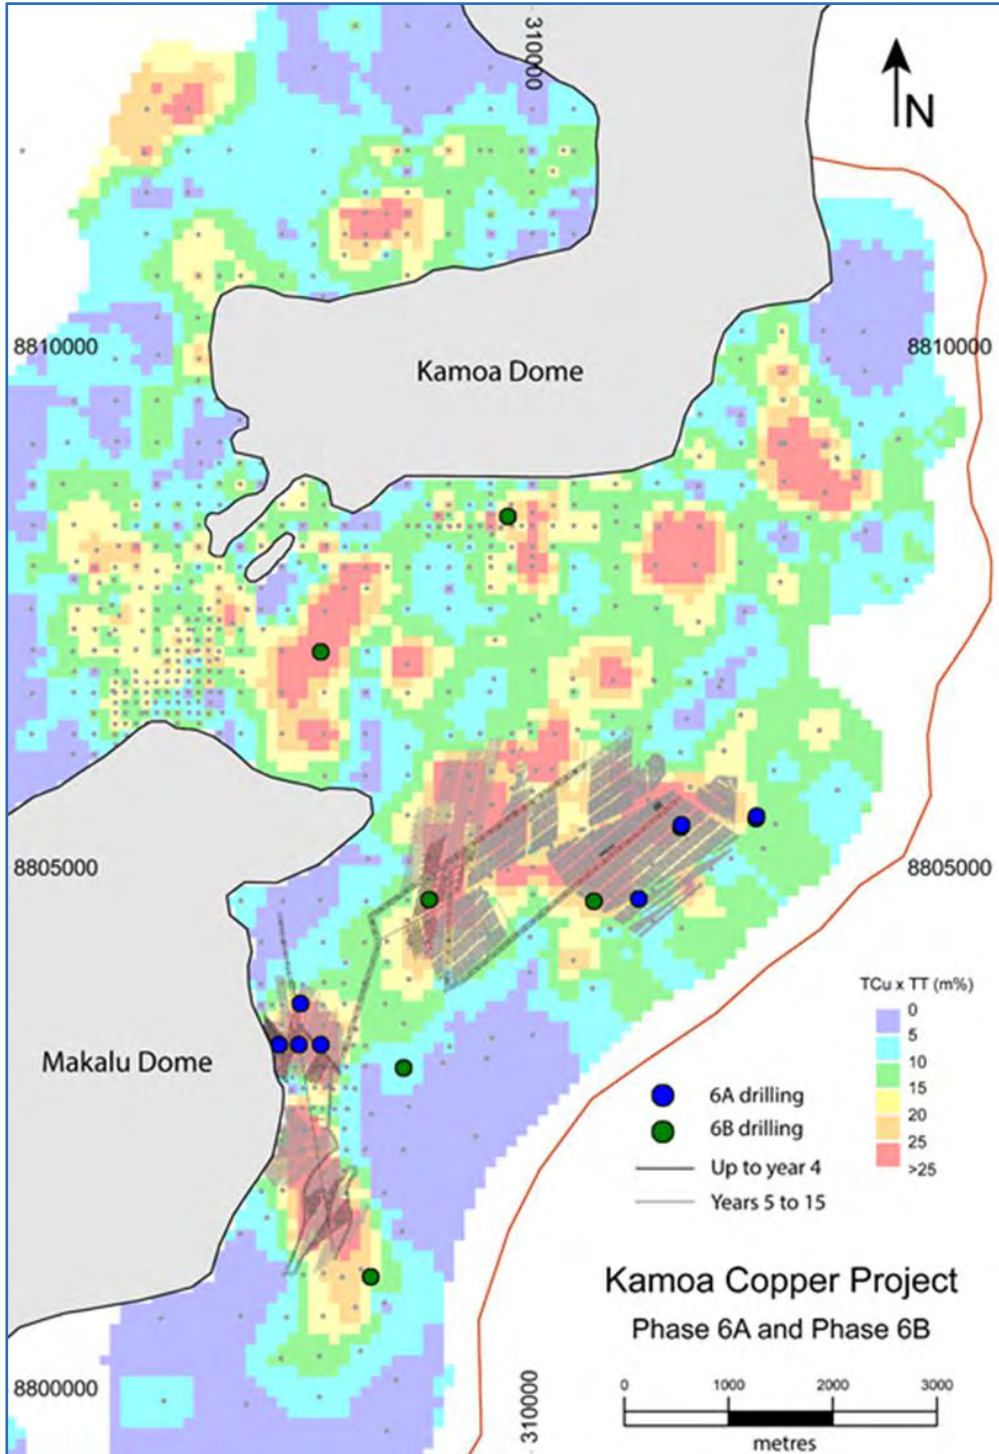 310000
N
8810000
8810000
Kamoa Dome
8805000
8805000
TCu x TT (m%)
0
5
10
15
20
25
>25
Makalu Dome
6A drilling
6B drilling
Up to year 4
Years 5 to 15
Kamoa Copper Project
Phase 6A and Phase 6B
8800000
310000
0 1000 2000 3000
metres